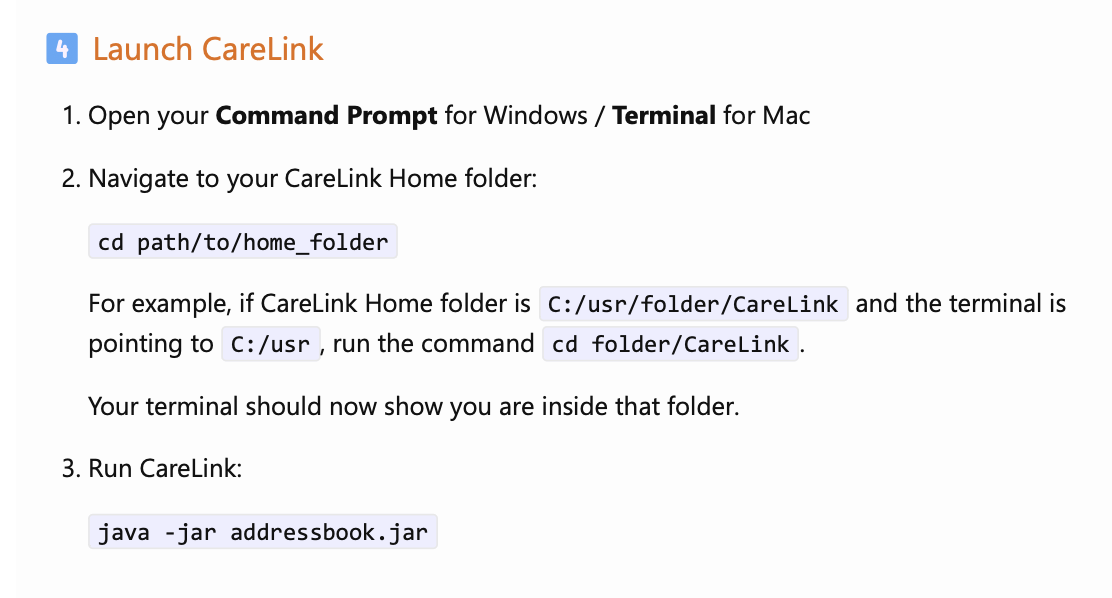 4 Launch CareLink
1. Open your Command Prompt for Windows / Terminal for Mac
2. Navigate to your CareLink Home folder:
cd path/to/home_folder
For example, if CareLink Home folder is C:/usr/folder/CareLink and the terminal is
pointing to C:/usr , run the command cd folder/CareLink .
Your terminal should now show you are inside that folder.
3. Run CareLink:
java -jar addressbook.jar